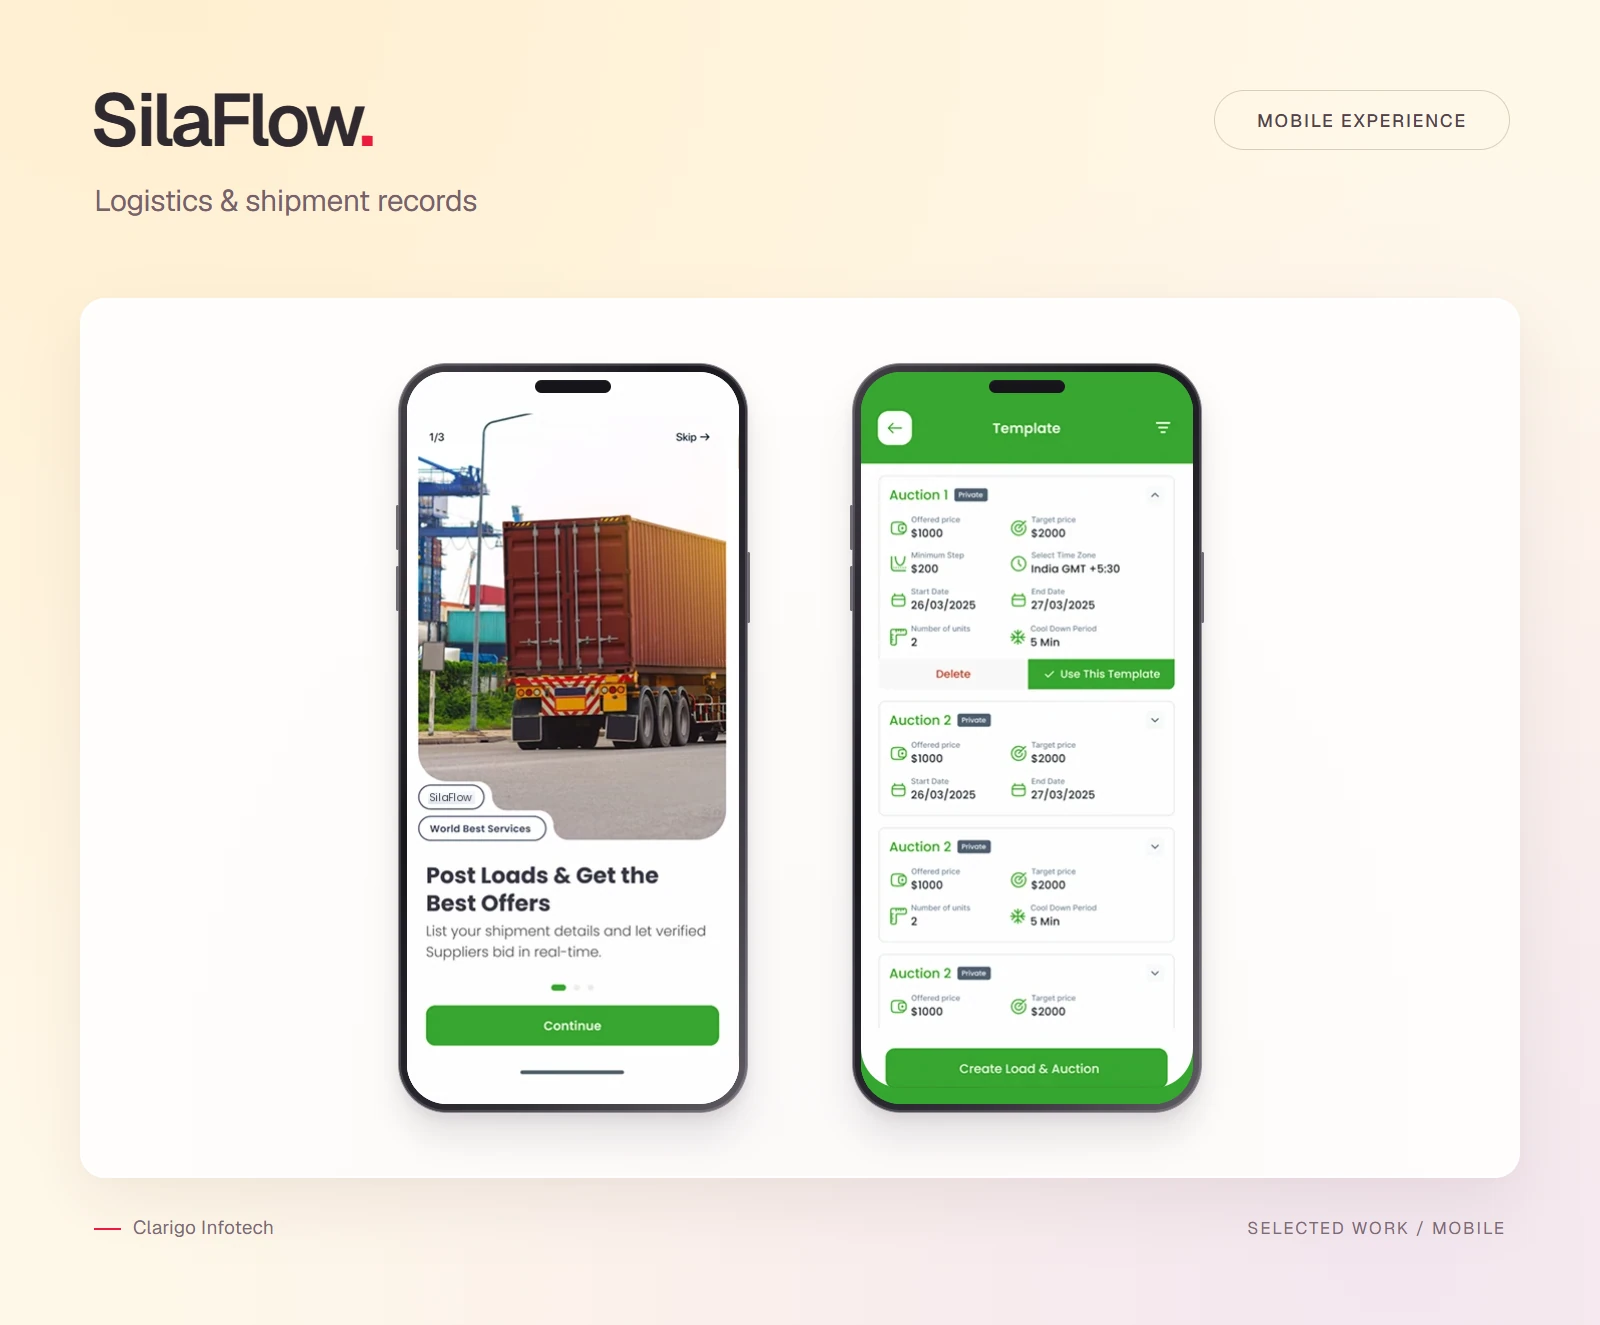 SilaFlow.
MOBILE EXPERIENCE
Logistics & shipment records
1/3
Skip →
SilaFlow
World Best Services
Post Loads & Get the
Best Offers
List your shipment details and let verified
Suppliers bid in real-time.
Continue
Template
Auction 1 Private
Offered price Target price
$1000 $2000
Minimum Step Select Time Zone
$200 India GMT +5:30
Start Date End Date
26/03/2025 27/03/2025
Number of units Cool Down Period
2 5 Min
Delete Use This Template
Auction 2 Private
Offered price Target price
$1000 $2000
Start Date End Date
26/03/2025 27/03/2025
Auction 2 Private
Offered price Target price
$1000 $2000
Number of units Cool Down Period
2 5 Min
Auction 2 Private
Offered price Target price
$1000 $2000
Create Load & Auction
Clarigo Infotech
SELECTED WORK / MOBILE